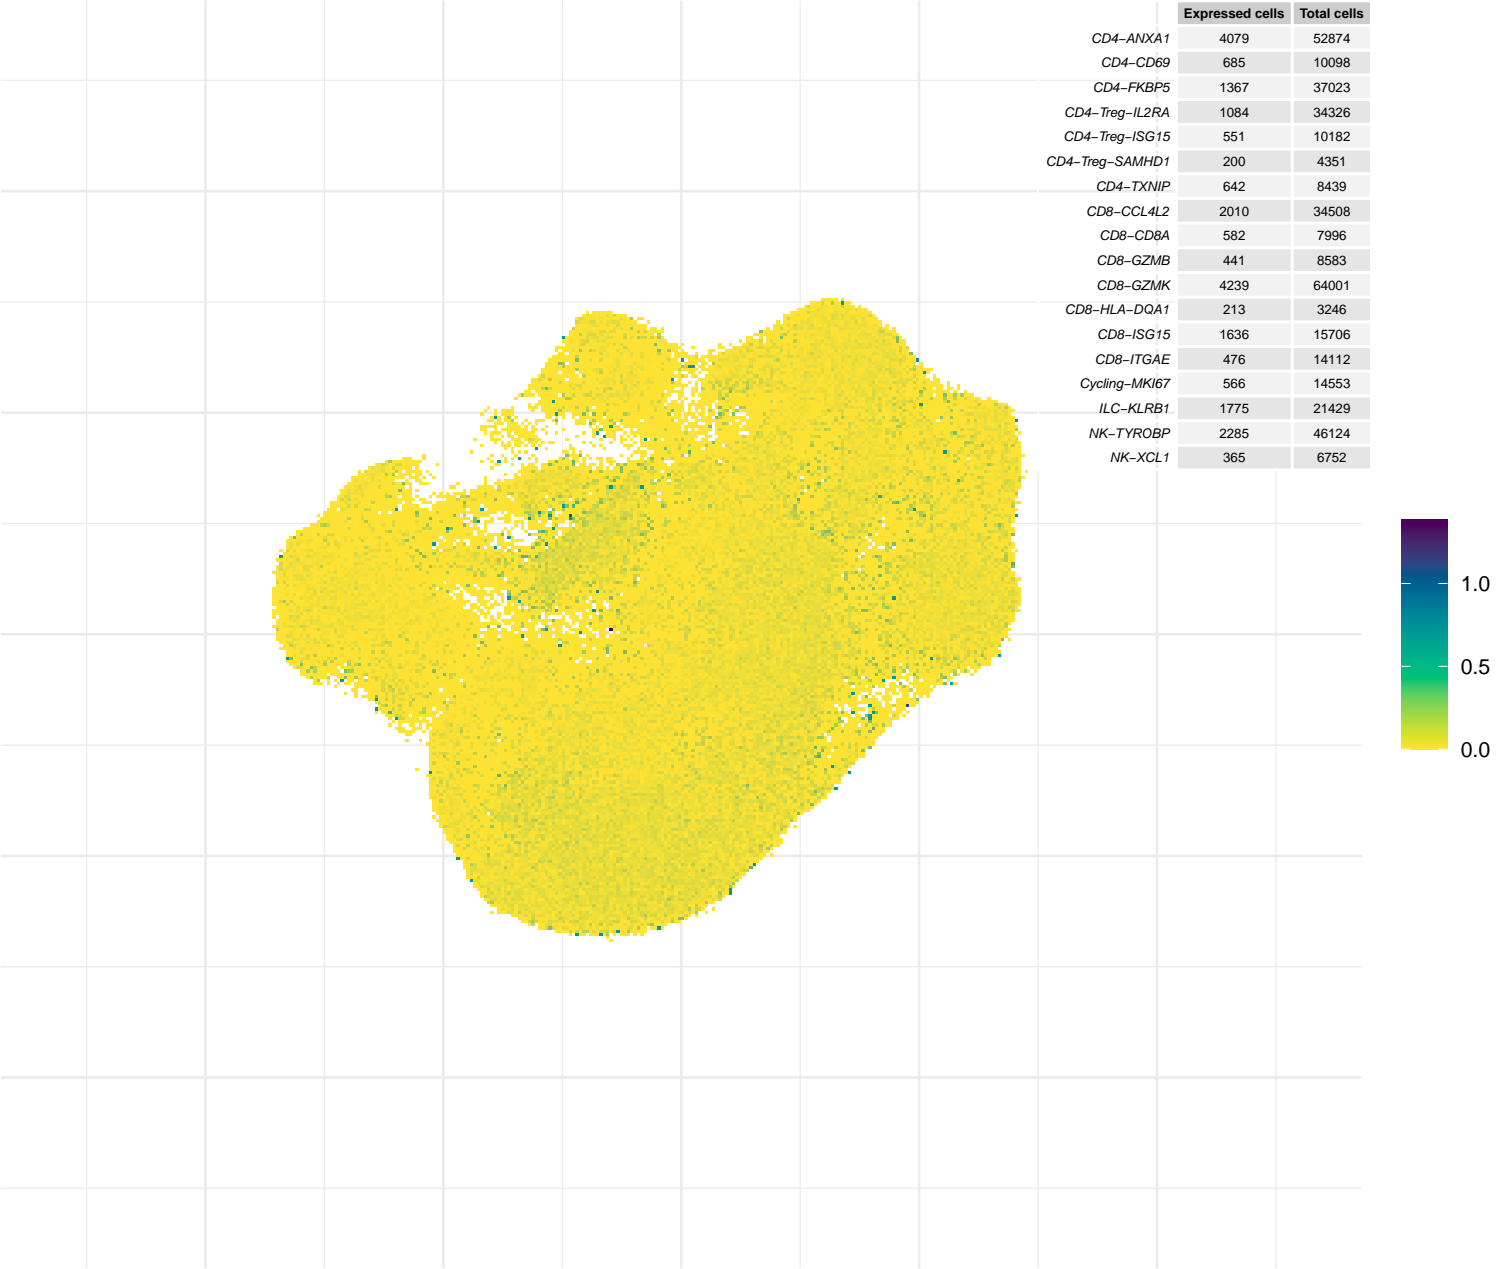 Expressed cells Total cells
CD4−ANXA1 4079 52874
CD4−CD69 685 10098
CD4−FKBP5 1367 37023
CD4−Treg−IL2RA 1084 34326
CD4−Treg−ISG15 551 10182
CD4−Treg−SAMHD1 200 4351
CD4−TXNIP 642 8439
CD8−CCL4L2 2010 34508
CD8−CD8A 582 7996
CD8−GZMB 441 8583
CD8−GZMK 4239 64001
CD8−HLA−DQA1 213 3246
CD8−ISG15 1636 15706
CD8−ITGAE 476 14112
Cycling−MKI67 566 14553
ILC−KLRB1 1775 21429
NK−TYROBP 2285 46124
NK−XCL1 365 6752
1.0
0.5
0.0